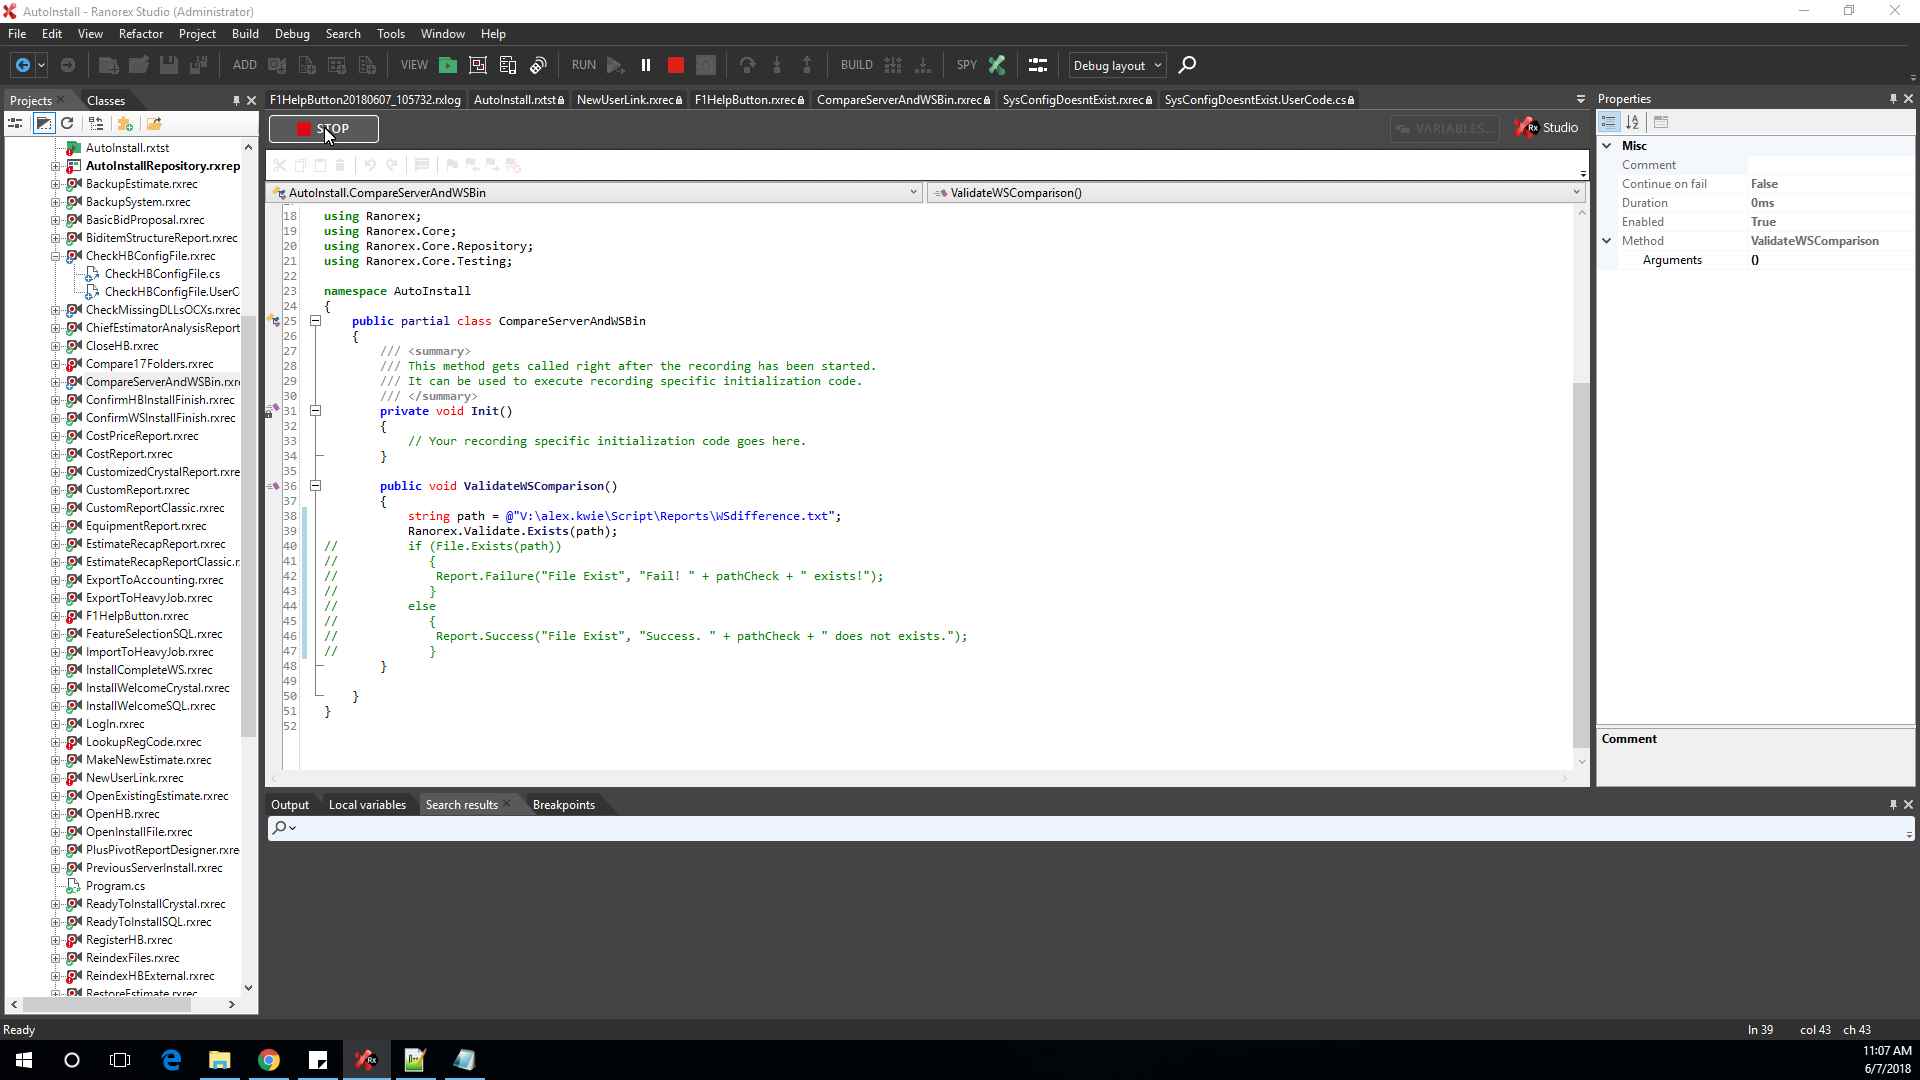 AutoInstall - Ranorex Studio (Administrator)
File Edit View Refactor Project Build Debug Search Tools Window Help
ADD VIEW RUN BUILD SPY Debug layout
Projects Classes
F1HelpButton20180607_105732.rxlog AutoInstall.rxtst NewUserLink.rxrec F1HelpButton.rxrec CompareServerAndWSBin.rxrec SysConfigDoesntExist.rxrec SysConfigDoesntExist.UserCode.cs
STOP VARIABLES... Rx Studio
AutoInstall.CompareServerAndWSBin ValidateWSComparison()
AutoInstall.rxtst
AutoInstallRepository.rxrep
BackupEstimate.rxrec
BackupSystem.rxrec
BasicBidProposal.rxrec
BiditemStructureReport.rxrec
CheckHBConfigFile.rxrec
CheckHBConfigFile.cs
CheckHBConfigFile.UserC
CheckMissingDLLsOCXs.rxrec
ChiefEstimatorAnalysisReport
CloseHB.rxrec
Compare17Folders.rxrec
CompareServerAndWSBin.rxre
ConfirmHBInstallFinish.rxrec
ConfirmWSInstallFinish.rxrec
CostPriceReport.rxrec
CostReport.rxrec
CustomizedCrystalReport.rxre
CustomReport.rxrec
CustomReportClassic.rxrec
EquipmentReport.rxrec
EstimateRecapReport.rxrec
EstimateRecapReportClassic.r
ExportToAccounting.rxrec
ExportToHeavyJob.rxrec
F1HelpButton.rxrec
FeatureSelectionSQL.rxrec
ImportToHeavyJob.rxrec
InstallCompleteWS.rxrec
InstallWelcomeCrystal.rxrec
InstallWelcomeSQL.rxrec
LogIn.rxrec
LookupRegCode.rxrec
MakeNewEstimate.rxrec
NewUserLink.rxrec
OpenExistingEstimate.rxrec
OpenHB.rxrec
OpenInstallFile.rxrec
PlusPivotReportDesigner.rxre
PreviousServerInstall.rxrec
Program.cs
ReadyToInstallCrystal.rxrec
ReadyToInstallSQL.rxrec
RegisterHB.rxrec
ReindexFiles.rxrec
ReindexHBExternal.rxrec
RestoreEstimate.rxrec
18 using Ranorex;
19 using Ranorex.Core;
20 using Ranorex.Core.Repository;
21 using Ranorex.Core.Testing;
22
23 namespace AutoInstall
24 {
25 public partial class CompareServerAndWSBin
26 {
27 /// <summary>
28 /// This method gets called right after the recording has been started.
29 /// It can be used to execute recording specific initialization code.
30 /// </summary>
31 private void Init()
32 {
33 // Your recording specific initialization code goes here.
34 }
35
36 public void ValidateWSComparison()
37 {
38 string path = @"V:\alex.kwie\Script\Reports\WSdifference.txt";
39 Ranorex.Validate.Exists(path);
40 // if (File.Exists(path))
41 // {
42 // Report.Failure("File Exist", "Fail! " + pathCheck + " exists!");
43 // }
44 // else
45 // {
46 // Report.Success("File Exist", "Success. " + pathCheck + " does not exists.");
47 // }
48 }
49
50 }
51 }
52
Properties
Misc
Comment
Continue on fail False
Duration 0ms
Enabled True
Method ValidateWSComparison
Arguments ()
Comment
Output Local variables Search results Breakpoints
Ready ln 39 col 43 ch 43
11:07 AM
6/7/2018